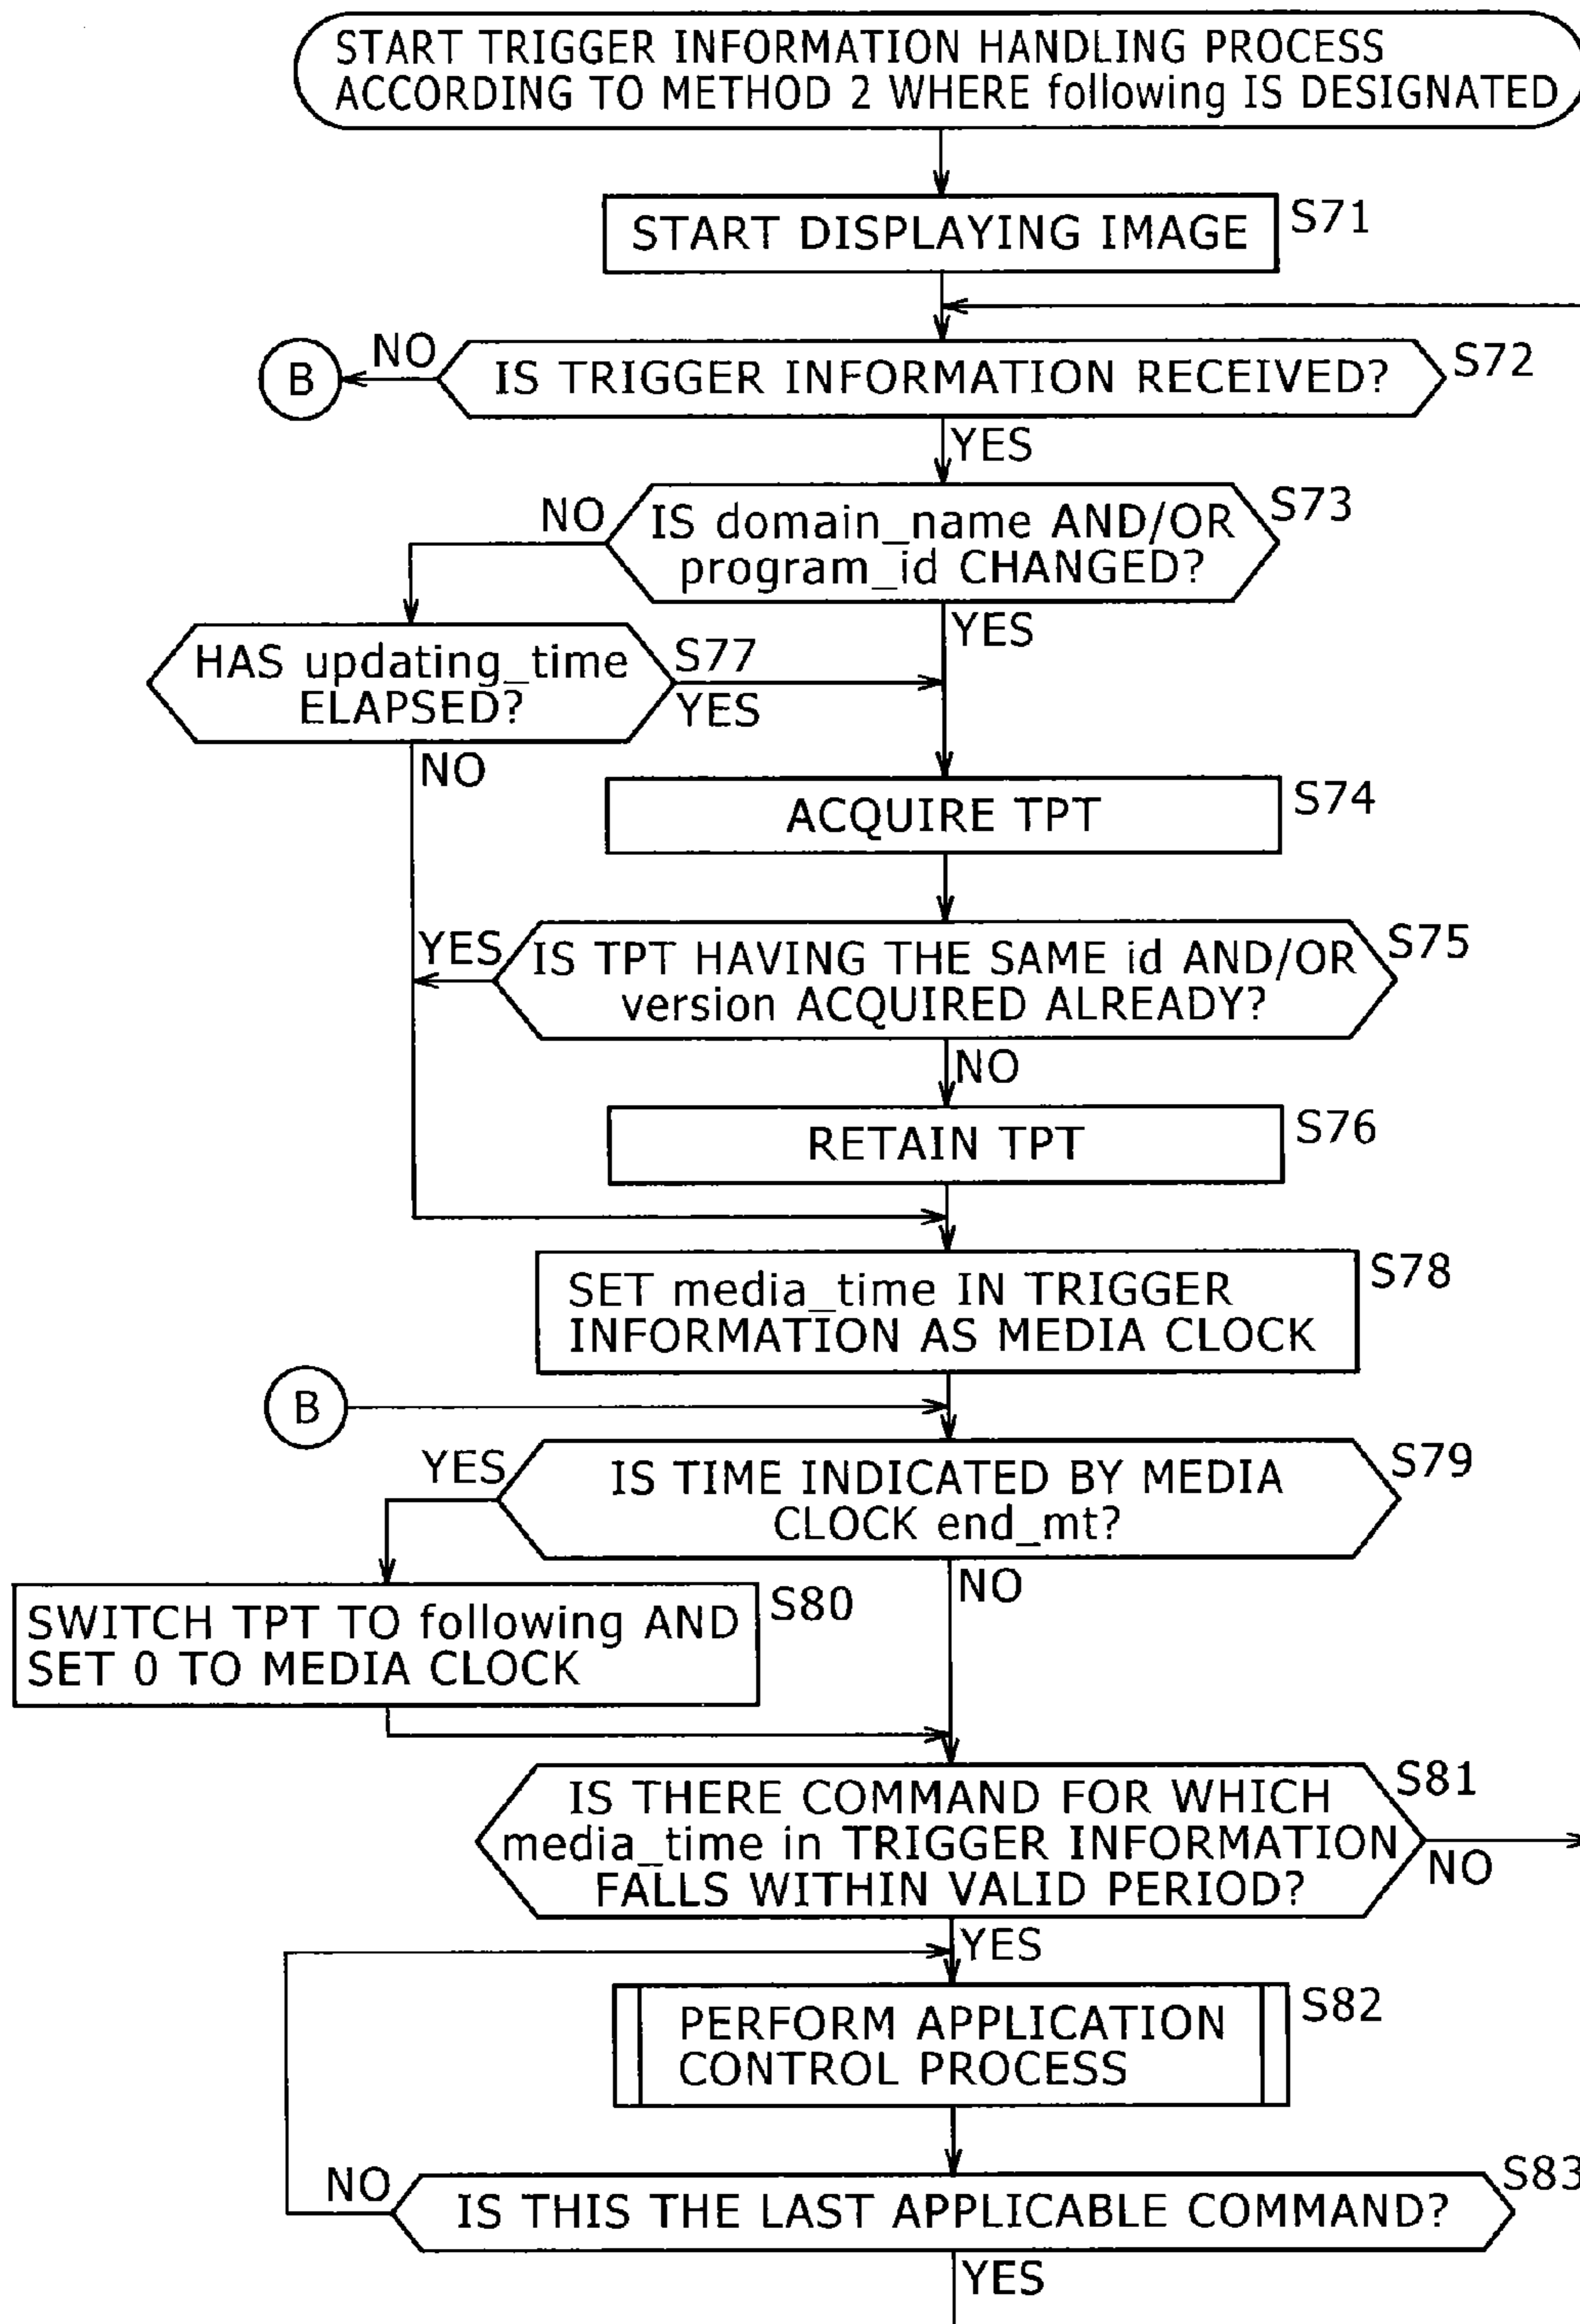 START TRIGGER INFORMATION HANDLING PROCESS
ACCORDING TO METHOD 2 WHERE following IS DESIGNATED
START DISPLAYING IMAGE
S71
B
NO
IS TRIGGER INFORMATION RECEIVED?
S72
YES
NO
IS domain_name AND/OR
program_id CHANGED?
S73
YES
HAS updating_time
ELAPSED?
S77
YES
NO
ACQUIRE TPT
S74
YES
IS TPT HAVING THE SAME id AND/OR
version ACQUIRED ALREADY?
S75
NO
RETAIN TPT
S76
SET media_time IN TRIGGER
INFORMATION AS MEDIA CLOCK
S78
B
YES
IS TIME INDICATED BY MEDIA
CLOCK end_mt?
S79
NO
SWITCH TPT TO following AND
SET 0 TO MEDIA CLOCK
S80
IS THERE COMMAND FOR WHICH
media_time in TRIGGER INFORMATION
FALLS WITHIN VALID PERIOD?
S81
NO
YES
PERFORM APPLICATION
CONTROL PROCESS
S82
NO
IS THIS THE LAST APPLICABLE COMMAND?
S83
YES